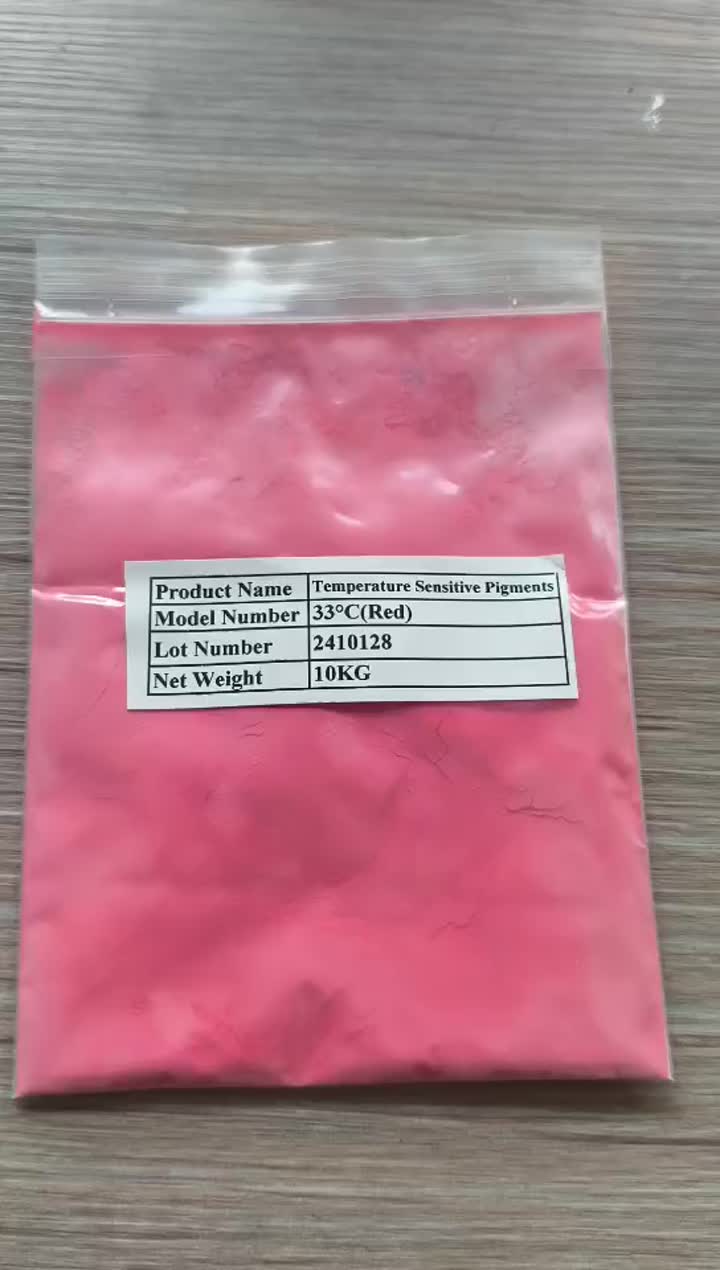 Product Name Temperature Sensitive Pigments
Model Number 33°C(Red)
Lot Number 2410128
Net Weight 10KG